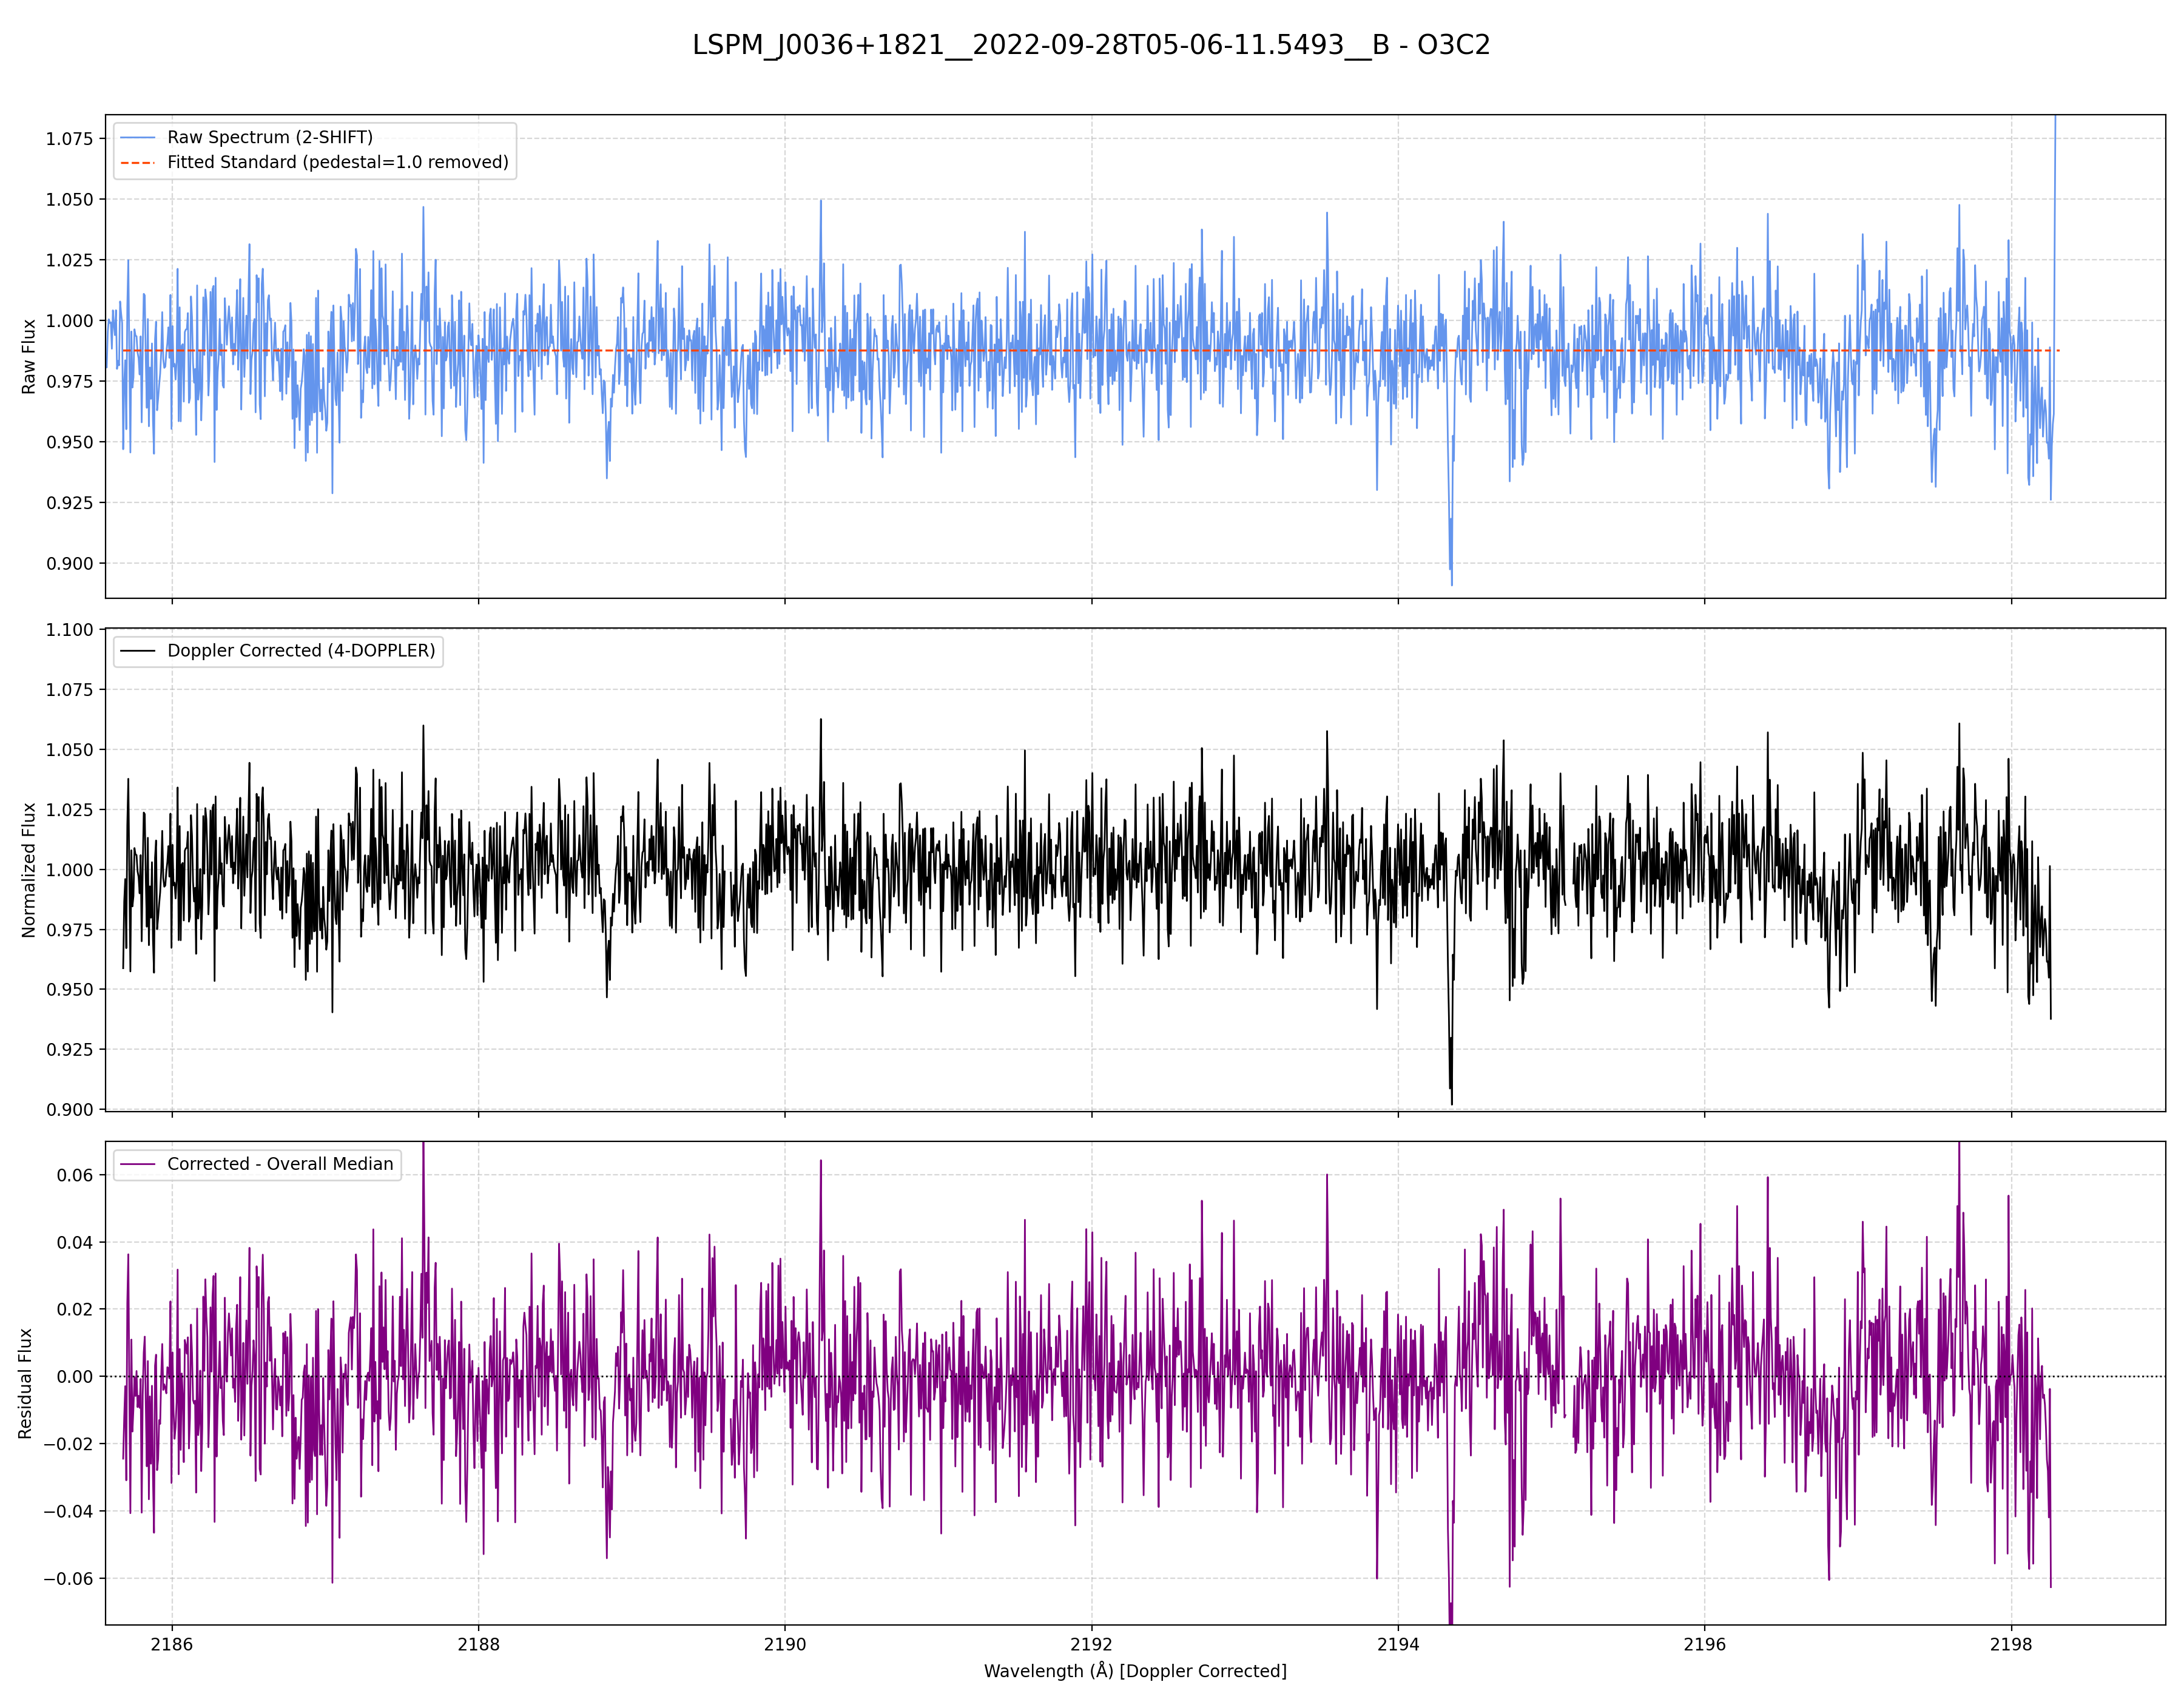 LSPM_J0036+1821__2022-09-28T05-06-11.5493__B - O3C2
Raw Spectrum (2-SHIFT)
Fitted Standard (pedestal=1.0 removed)
Raw Flux
1.075
1.050
1.025
1.000
0.975
0.950
0.925
0.900
Doppler Corrected (4-DOPPLER)
Normalized Flux
1.100
1.075
1.050
1.025
1.000
0.975
0.950
0.925
0.900
Corrected - Overall Median
Residual Flux
0.06
0.04
0.02
0.00
−0.02
−0.04
−0.06
2186 2188 2190 2192 2194 2196 2198
Wavelength (Å) [Doppler Corrected]